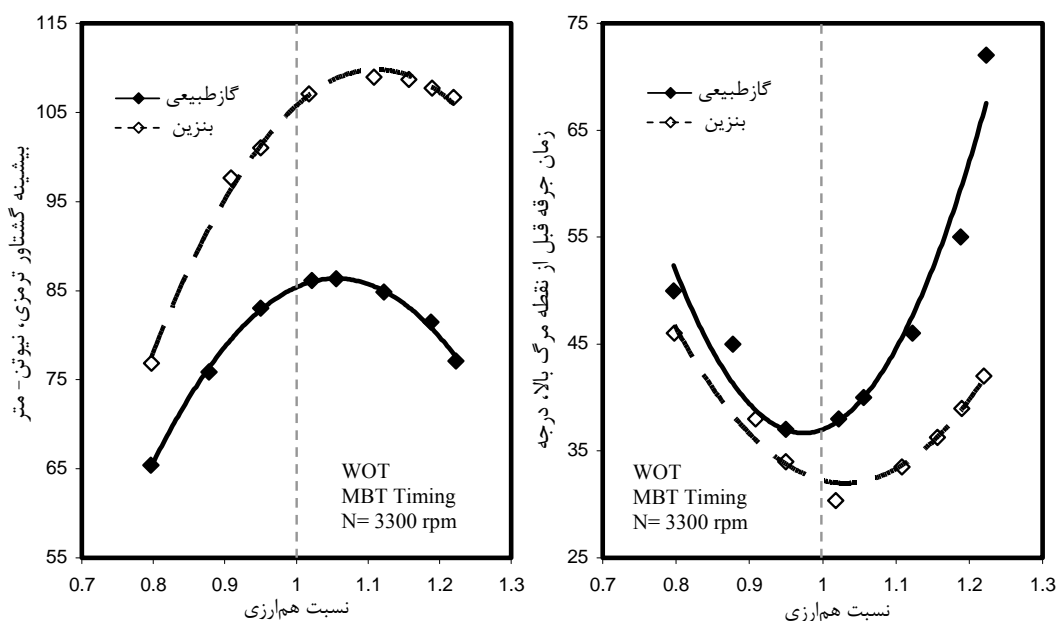 115
105
95
85
75
65
55
0.7 0.8 0.9 1 1.1 1.2 1.3
نسبت هم‌ارزی
بیشینه گشتاور ترمزی، نیوتن-متر
گازطبیعی
بنزین
WOT
MBT Timing
N= 3300 rpm
75
65
55
45
35
25
0.7 0.8 0.9 1 1.1 1.2 1.3
نسبت هم‌ارزی
زمان جرقه قبل از نقطه مرگ بالا، درجه
گازطبیعی
بنزین
WOT
MBT Timing
N= 3300 rpm